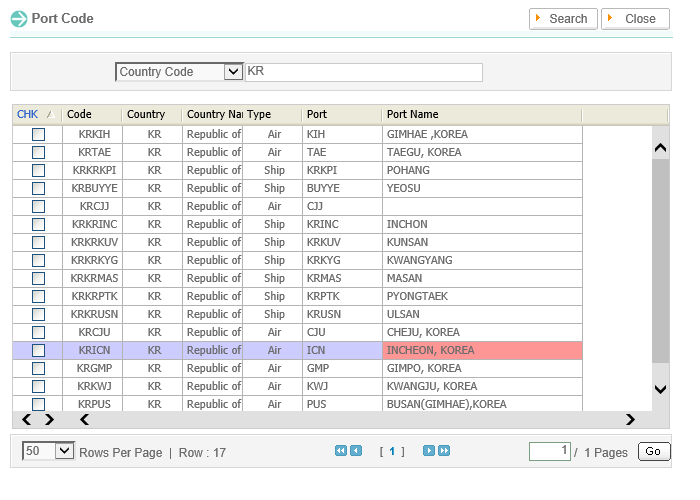 Port Code
Search
Close
Country Code KR
CHK Code Country Country Na Type Port Port Name
KRKIH KR Republic of Air KIH GIMHAE ,KOREA
KRTAE KR Republic of Air TAE TAEGU, KOREA
KRKRKPI KR Republic of Ship KRKPI POHANG
KRBUYYE KR Republic of Ship BUYYE YEOSU
KRCJJ KR Republic of Air CJJ
KRKRINC KR Republic of Ship KRINC INCHON
KRKRKUV KR Republic of Ship KRKUV KUNSAN
KRKRKYG KR Republic of Ship KRKYG KWANGYANG
KRKRMAS KR Republic of Ship KRMAS MASAN
KRKRPTK KR Republic of Ship KRPTK PYONGTAEK
KRKRUSN KR Republic of Ship KRUSN ULSAN
KRCJU KR Republic of Air CJU CHEJU, KOREA
KRICN KR Republic of Air ICN INCHEON, KOREA
KRGMP KR Republic of Air GMP GIMPO, KOREA
KRKWJ KR Republic of Air KWJ KWANGJU, KOREA
KRPUS KR Republic of Air PUS BUSAN(GIMHAE),KOREA
50 Rows Per Page | Row : 17 [ 1 ] 1 / 1 Pages Go